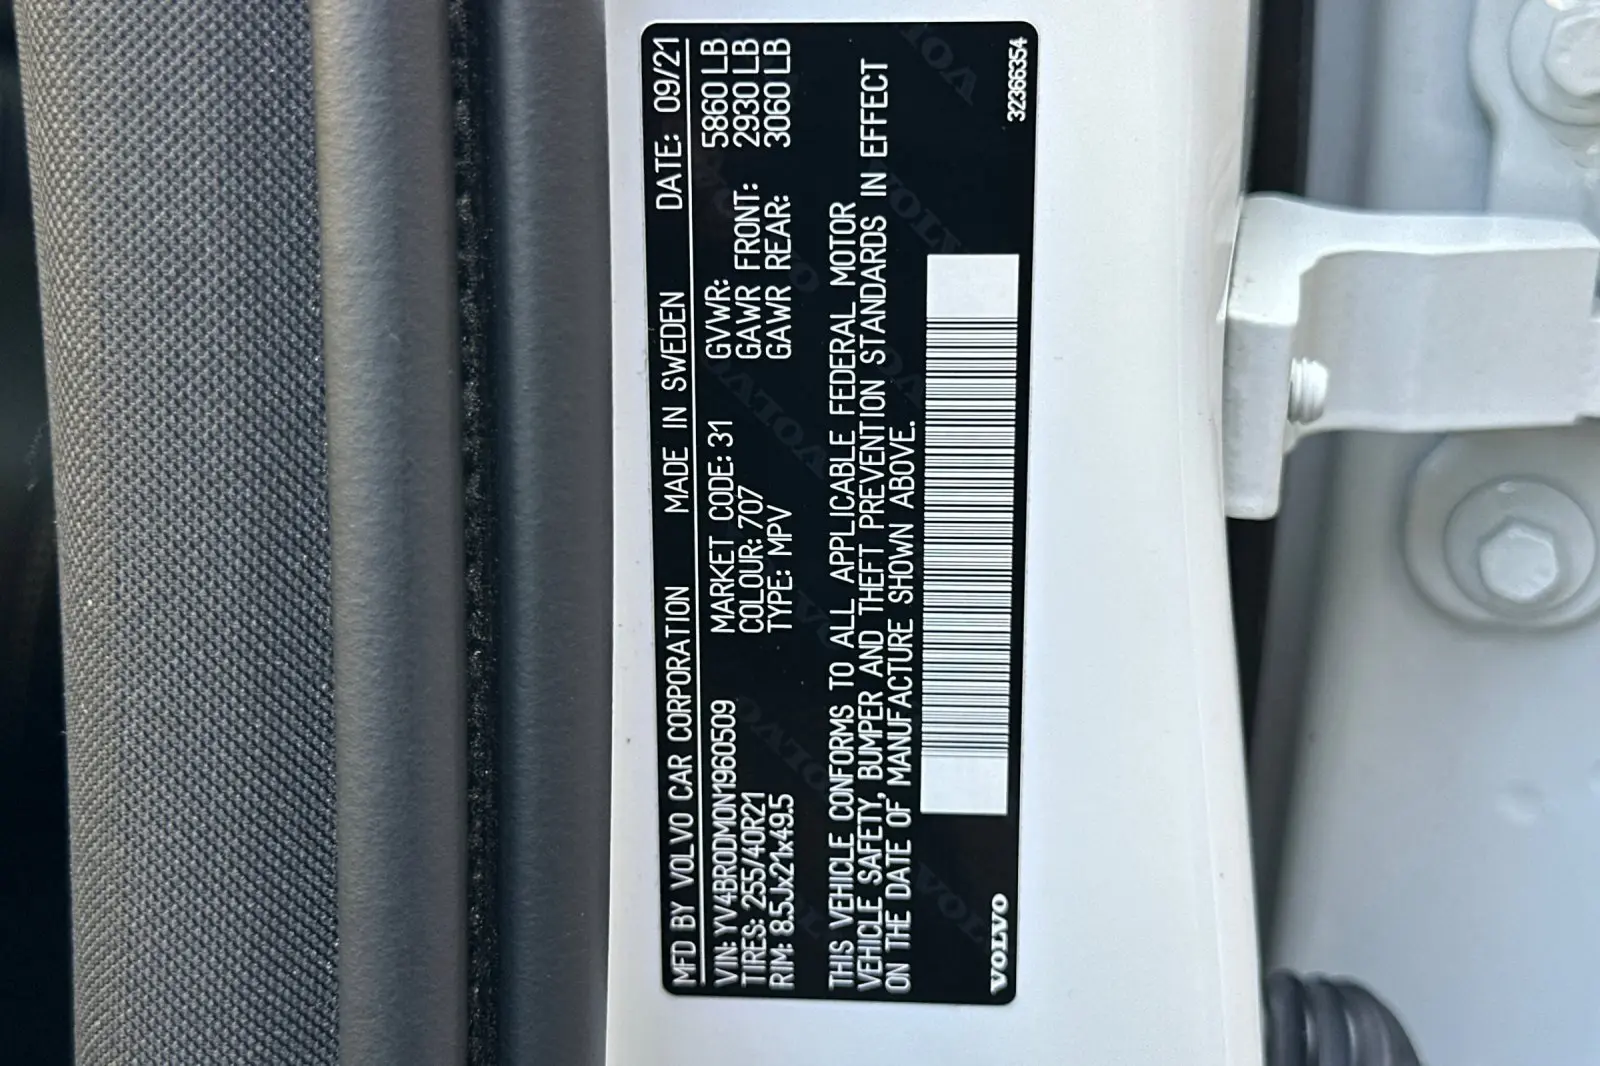 MFD BY VOLVO CAR CORPORATION MADE IN SWEDEN DATE: 09/21
VIN: YV4BR0DM0N1960509 MARKET CODE: 31 GVWR: 5860 LB
TIRES: 255/40R21 COLOUR: 707 GAWR FRONT: 2930 LB
RIM: 8.5Jx21x49.5 TYPE: MPV GAWR REAR: 3060 LB
THIS VEHICLE CONFORMS TO ALL APPLICABLE FEDERAL MOTOR
VEHICLE SAFETY, BUMPER AND THEFT PREVENTION STANDARDS IN EFFECT
ON THE DATE OF MANUFACTURE SHOWN ABOVE.
VOLVO 32366354